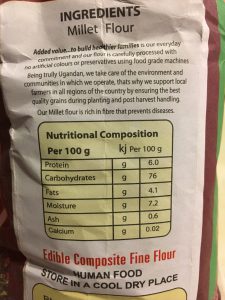 INGREDIENTS
Millet Flour
Added value...to build healthier families is our everyday
commitment and our flour is carefully processed with
no artificial colours or preservatives using food grade machines
Being truly Ugandan, we take care of the environment and
communities in which we operate, thats why we support local
farmers in all regions of the country by ensuring the best
quality grains during planting and post harvest handling.
Our Millet flour is rich in fibre that prevents diseases.
Nutritional Composition
Per 100 g kj Per 100 g
Protein g 6.0
Carbohydrates g 76
Fats g 4.1
Moisture g 7.2
Ash g 0.6
Calcium g 0.02
Edible Composite Fine Flour
HUMAN FOOD
STORE IN A COOL DRY PLACE